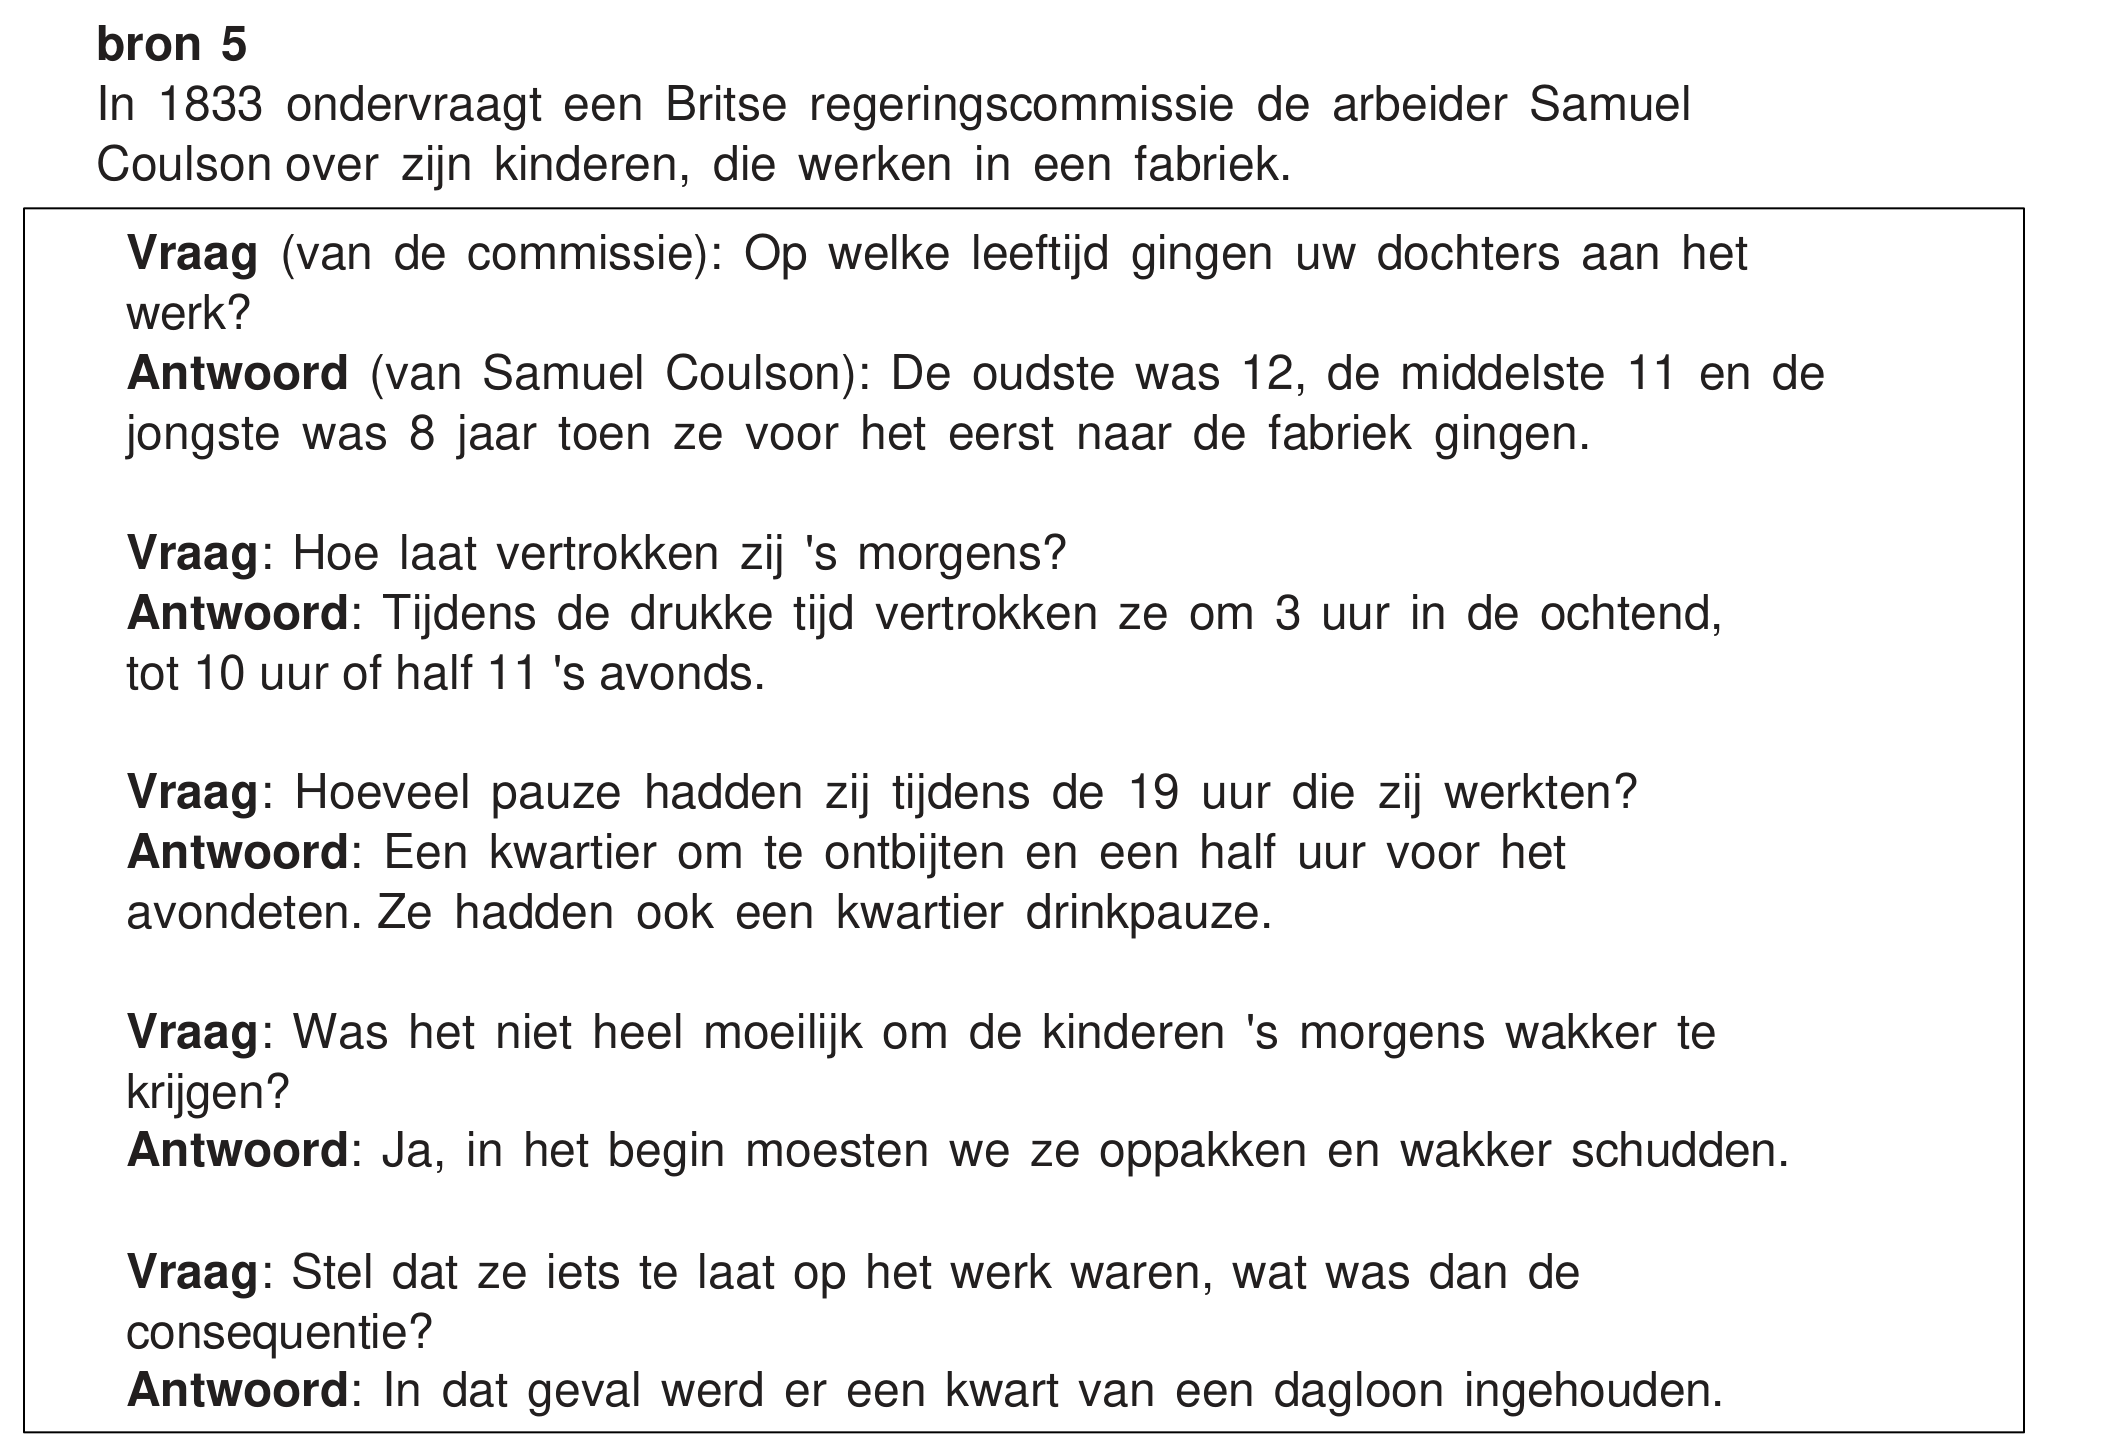 bron 5
In 1833 ondervraagt een Britse regeringscommissie de arbeider Samuel
Coulson over zijn kinderen, die werken in een fabriek.
Vraag (van de commissie): Op welke leeftijd gingen uw dochters aan het
werk?
Antwoord (van Samuel Coulson): De oudste was 12, de middelste 11 en de
jongste was 8 jaar toen ze voor het eerst naar de fabriek gingen.
Vraag: Hoe laat vertrokken zij 's morgens?
Antwoord: Tijdens de drukke tijd vertrokken ze om 3 uur in de ochtend,
tot 10 uur of half 11 's avonds.
Vraag: Hoeveel pauze hadden zij tijdens de 19 uur die zij werkten?
Antwoord: Een kwartier om te ontbijten en een half uur voor het
avondeten. Ze hadden ook een kwartier drinkpauze.
Vraag: Was het niet heel moeilijk om de kinderen 's morgens wakker te
krijgen?
Antwoord: Ja, in het begin moesten we ze oppakken en wakker schudden.
Vraag: Stel dat ze iets te laat op het werk waren, wat was dan de
consequentie?
Antwoord: In dat geval werd er een kwart van een dagloon ingehouden.